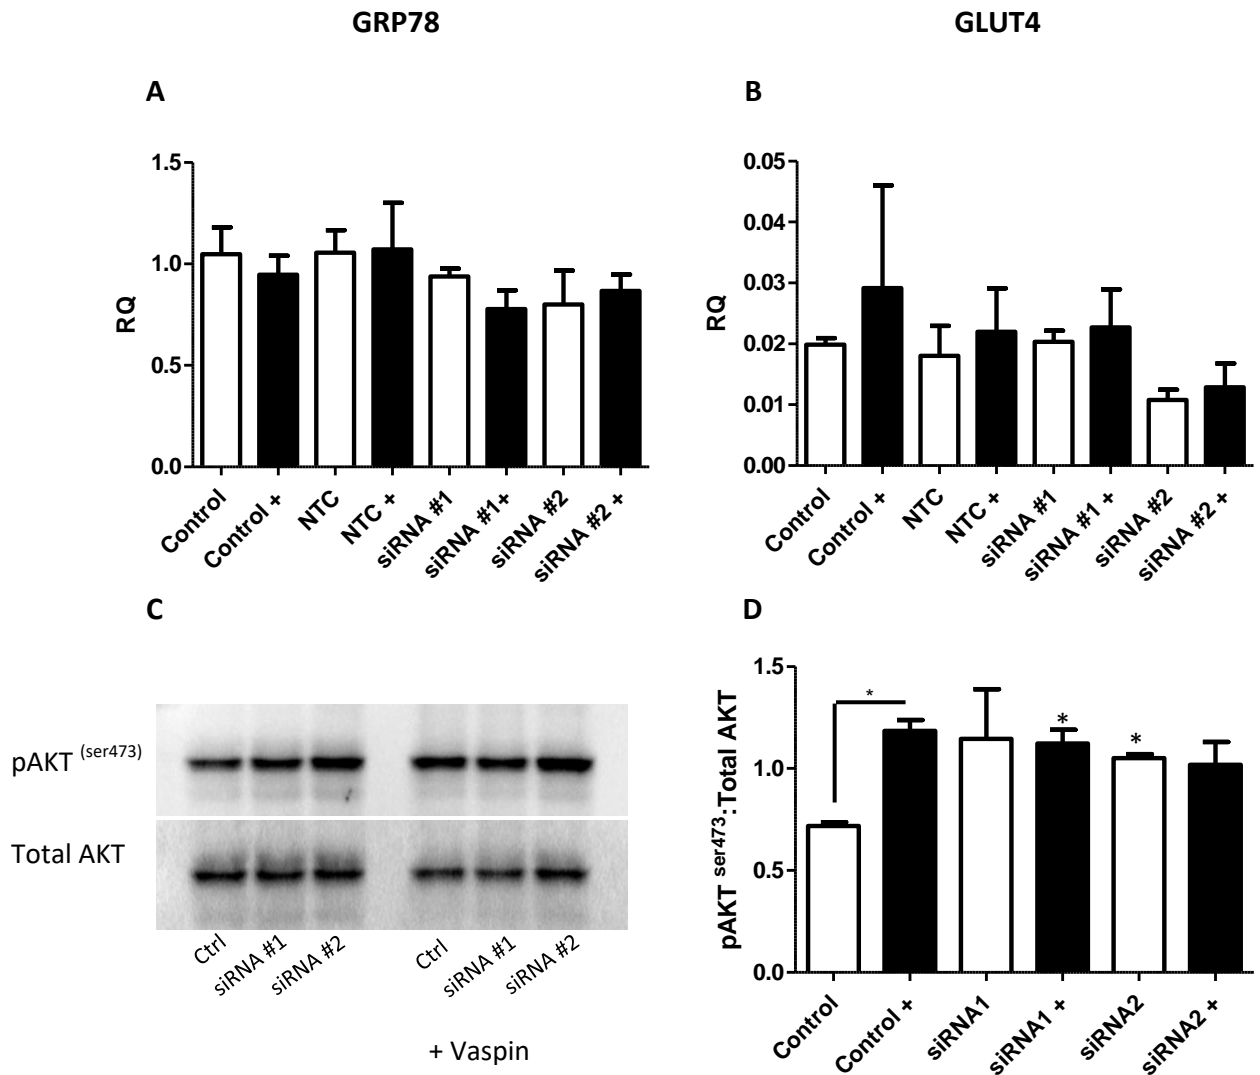 GRP78
GLUT4
A
1.5
1.0
0.5
0.0
RQ
Control
Control +
NTC
NTC +
siRNA #1
siRNA #1+
siRNA #2
siRNA #2 +
B
0.05
0.04
0.03
0.02
0.01
0.00
RQ
Control
Control +
NTC
NTC +
siRNA #1
siRNA #1 +
siRNA #2
siRNA #2 +
C
pAKT (ser473)
Total AKT
Ctrl
siRNA #1
siRNA #2
Ctrl
siRNA #1
siRNA #2
+ Vaspin
D
1.5
1.0
0.5
0.0
pAKT ser473:Total AKT
*
*
*
Control
Control +
siRNA1
siRNA1 +
siRNA2
siRNA2 +